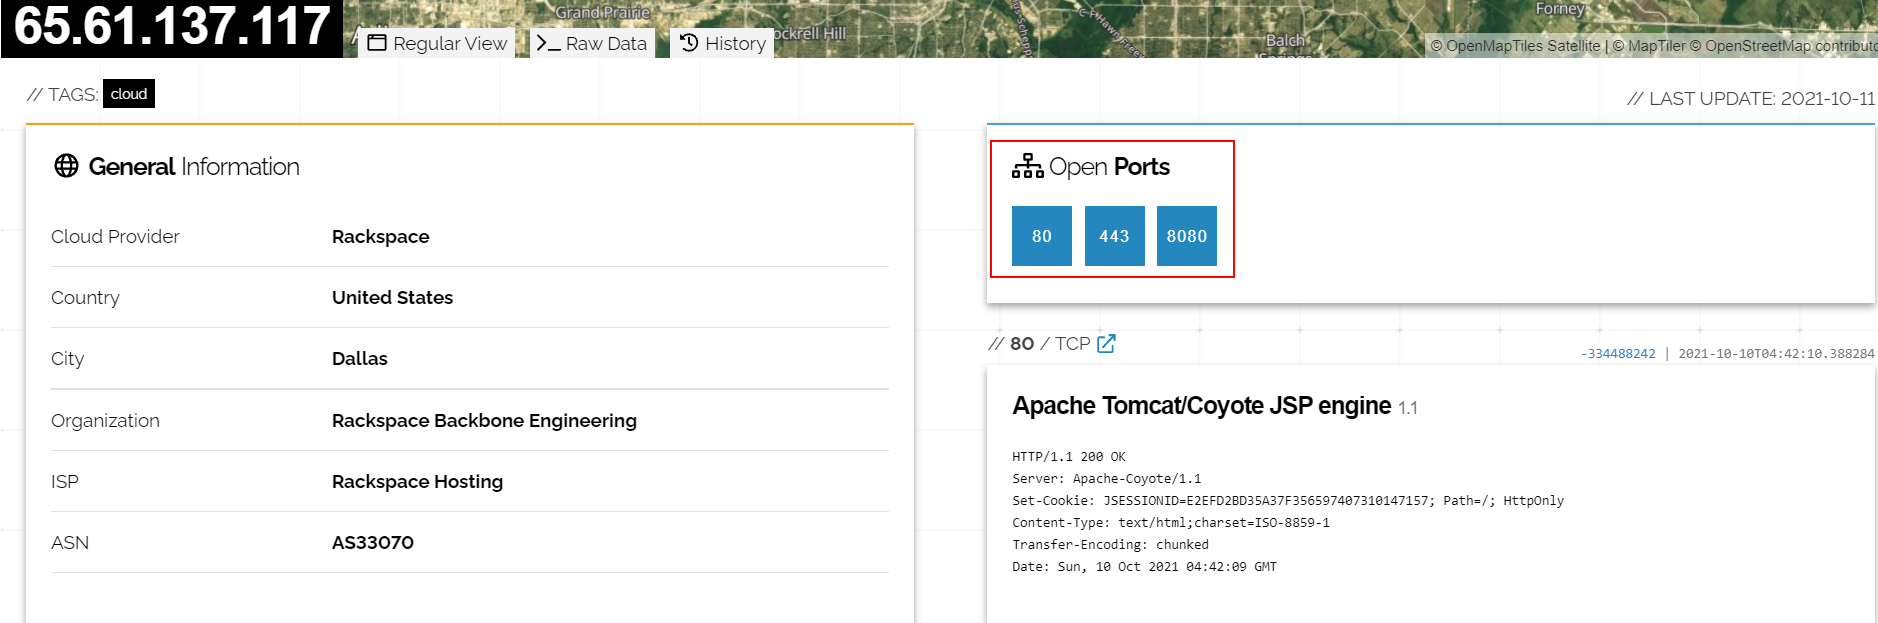 65.61.137.117
Grand Prairie
ockrell Hill
Balch
Springs
Forney
Regular View
Raw Data
History
© OpenMapTiles Satellite | © MapTiler © OpenStreetMap contributo
// TAGS: cloud
// LAST UPDATE: 2021-10-11
General Information
Cloud Provider Rackspace
Country United States
City Dallas
Organization Rackspace Backbone Engineering
ISP Rackspace Hosting
ASN AS33070
Open Ports
80 443 8080
// 80 / TCP
-334488242 | 2021-10-10T04:42:10.388284
Apache Tomcat/Coyote JSP engine 1.1
HTTP/1.1 200 OK
Server: Apache-Coyote/1.1
Set-Cookie: JSESSIONID=E2EFD2BD35A37F356597407310147157; Path=/; HttpOnly
Content-Type: text/html;charset=ISO-8859-1
Transfer-Encoding: chunked
Date: Sun, 10 Oct 2021 04:42:09 GMT